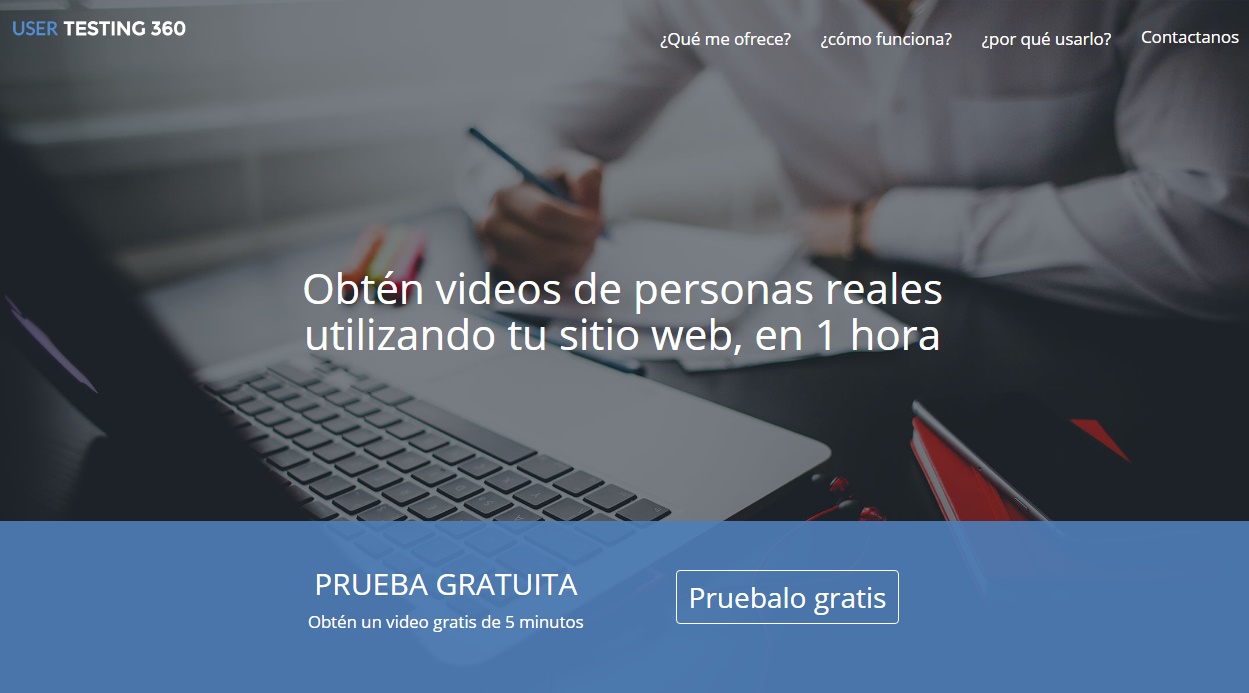 USER TESTING 360
¿Qué me ofrece?
¿cómo funciona?
¿por qué usarlo?
Contactanos
Obtén videos de personas reales
utilizando tu sitio web, en 1 hora
PRUEBA GRATUITA
Obtén un video gratis de 5 minutos
Pruebalo gratis